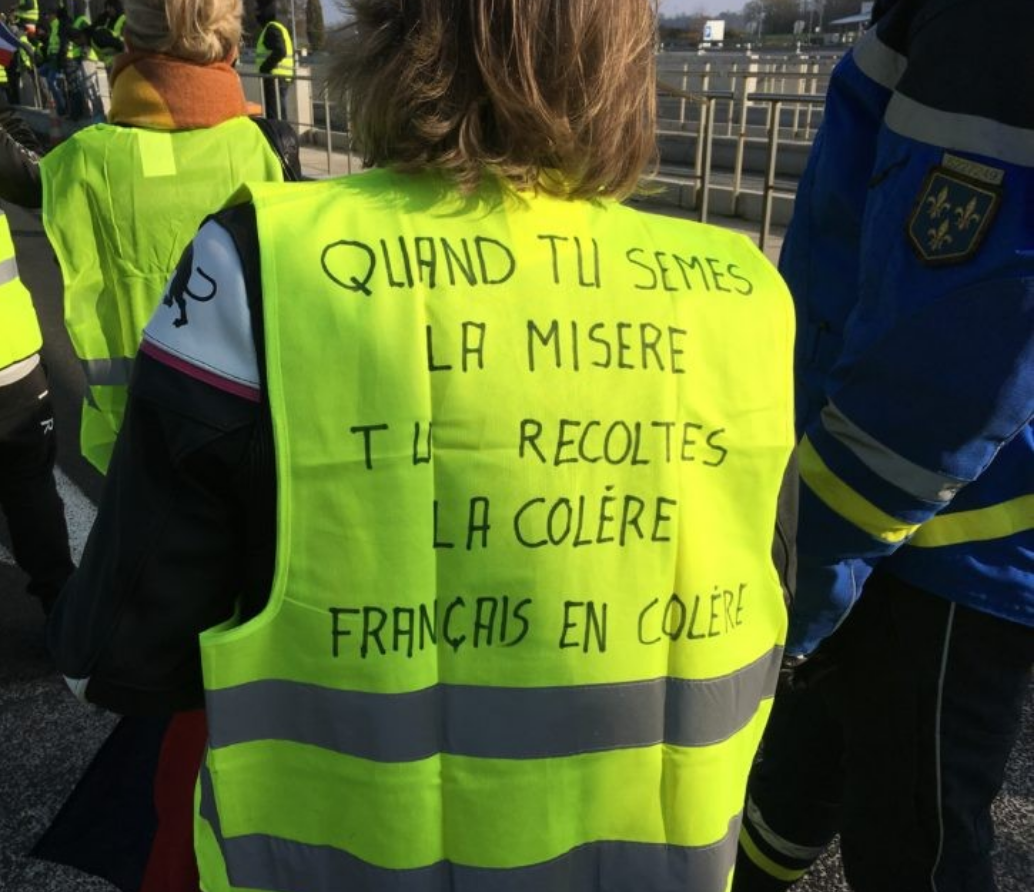 QUAND TU SEMES
LA MISERE
TU RECOLTES
LA COLÈRE
FRANÇAIS EN COLÈRE